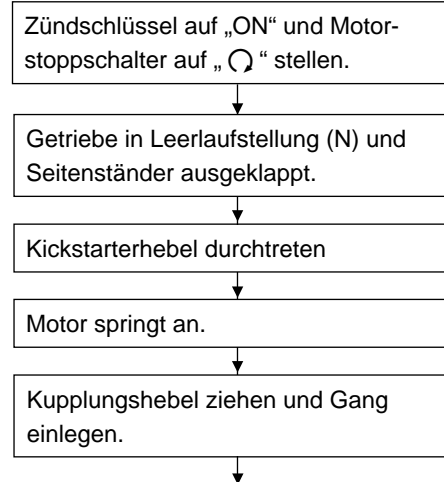 Zündschlüssel auf „ON“ und Motor-
stoppschalter auf „ “ stellen.
Getriebe in Leerlaufstellung (N) und
Seitenständer ausgeklappt.
Kickstarterhebel durchtreten
Motor springt an.
Kupplungshebel ziehen und Gang
einlegen.